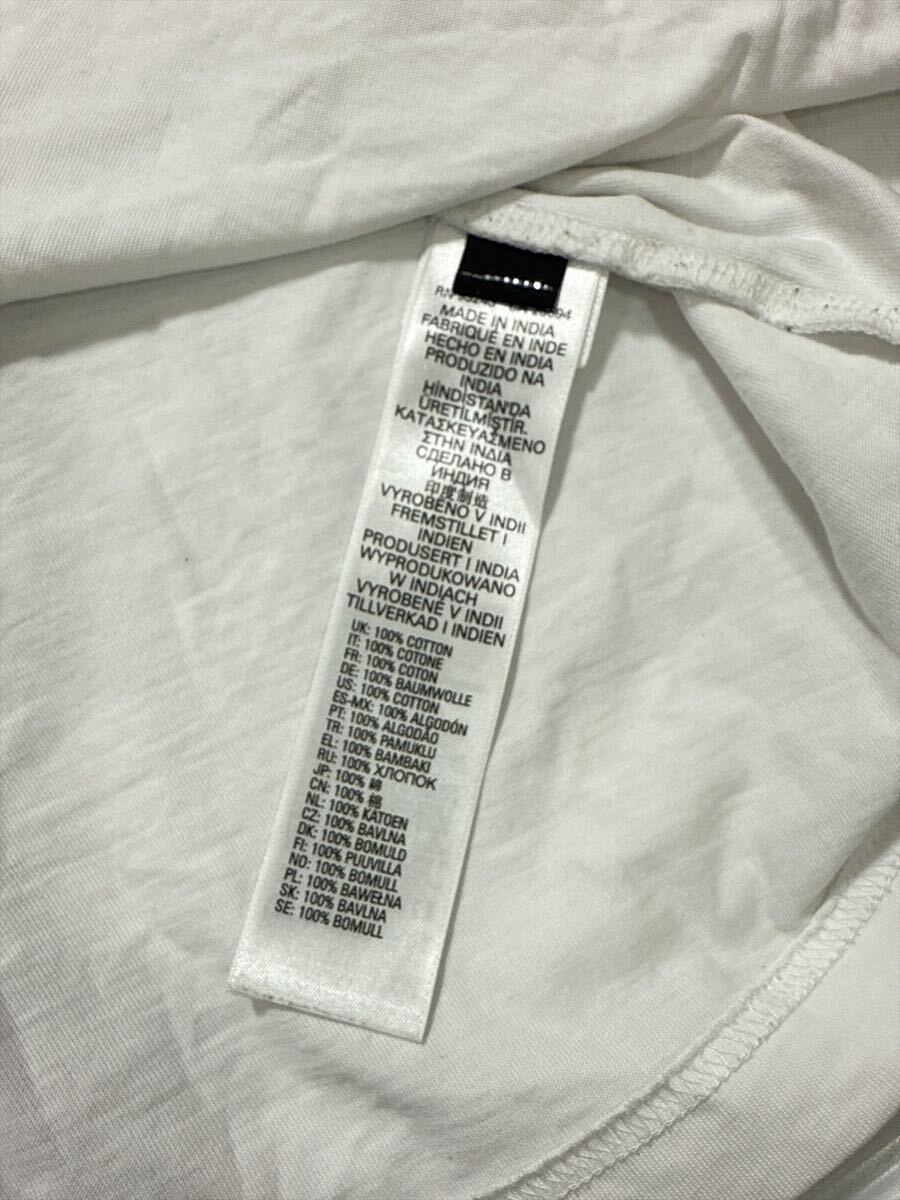 MADE IN INDIA
FABRIQUÉ EN INDE
HECHO EN INDIA
PRODUZIDO NA
INDIA
HİNDİSTAN'DA
ÜRETİLMİŞTİR.
ΚΑΤΑΣΚΕΥΑΣΜΕΝΟ
ΣΤΗΝ ΙΝΔΙΑ
СДЕЛАНО В
ИНДИЯ
印度制造
VYROBENO V INDII
FREMSTILLET I
INDIEN
PRODUSERT I INDIA
WYPRODUKOWANO
W INDIACH
VYROBENÉ V INDII
TILLVERKAD I INDIEN
UK: 100% COTTON
IT: 100% COTONE
FR: 100% COTON
DE: 100% BAUMWOLLE
US: 100% COTTON
ES-MX: 100% ALGODÓN
PT: 100% ALGODÃO
TR: 100% PAMUKLU
EL: 100% ΒΑΜΒΑΚΙ
RU: 100% ХЛОПОК
JP: 100% 綿
CN: 100% 棉
NL: 100% KATOEN
CZ: 100% BAVLNA
DK: 100% BOMULD
FI: 100% PUUVILLA
NO: 100% BOMULL
PL: 100% BAWEŁNA
SK: 100% BAVLNA
SE: 100% BOMULL